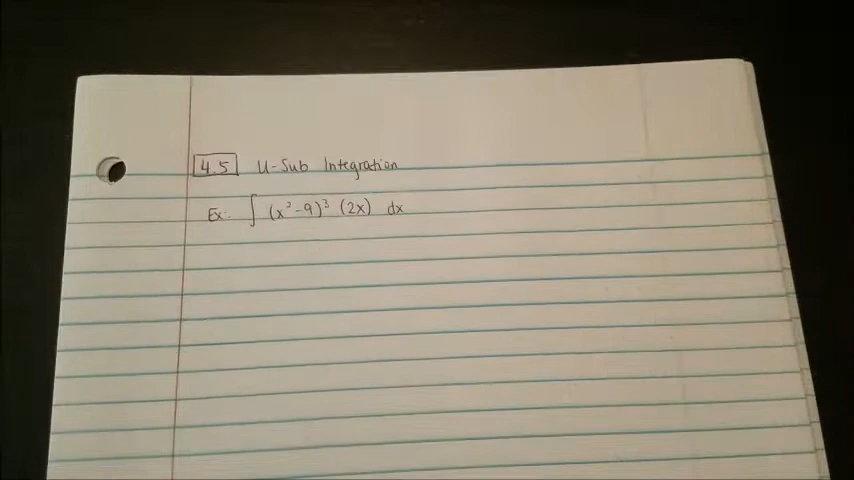 4.5 U-Sub Integration
Ex: ∫ (x²-9)³ (2x) dx